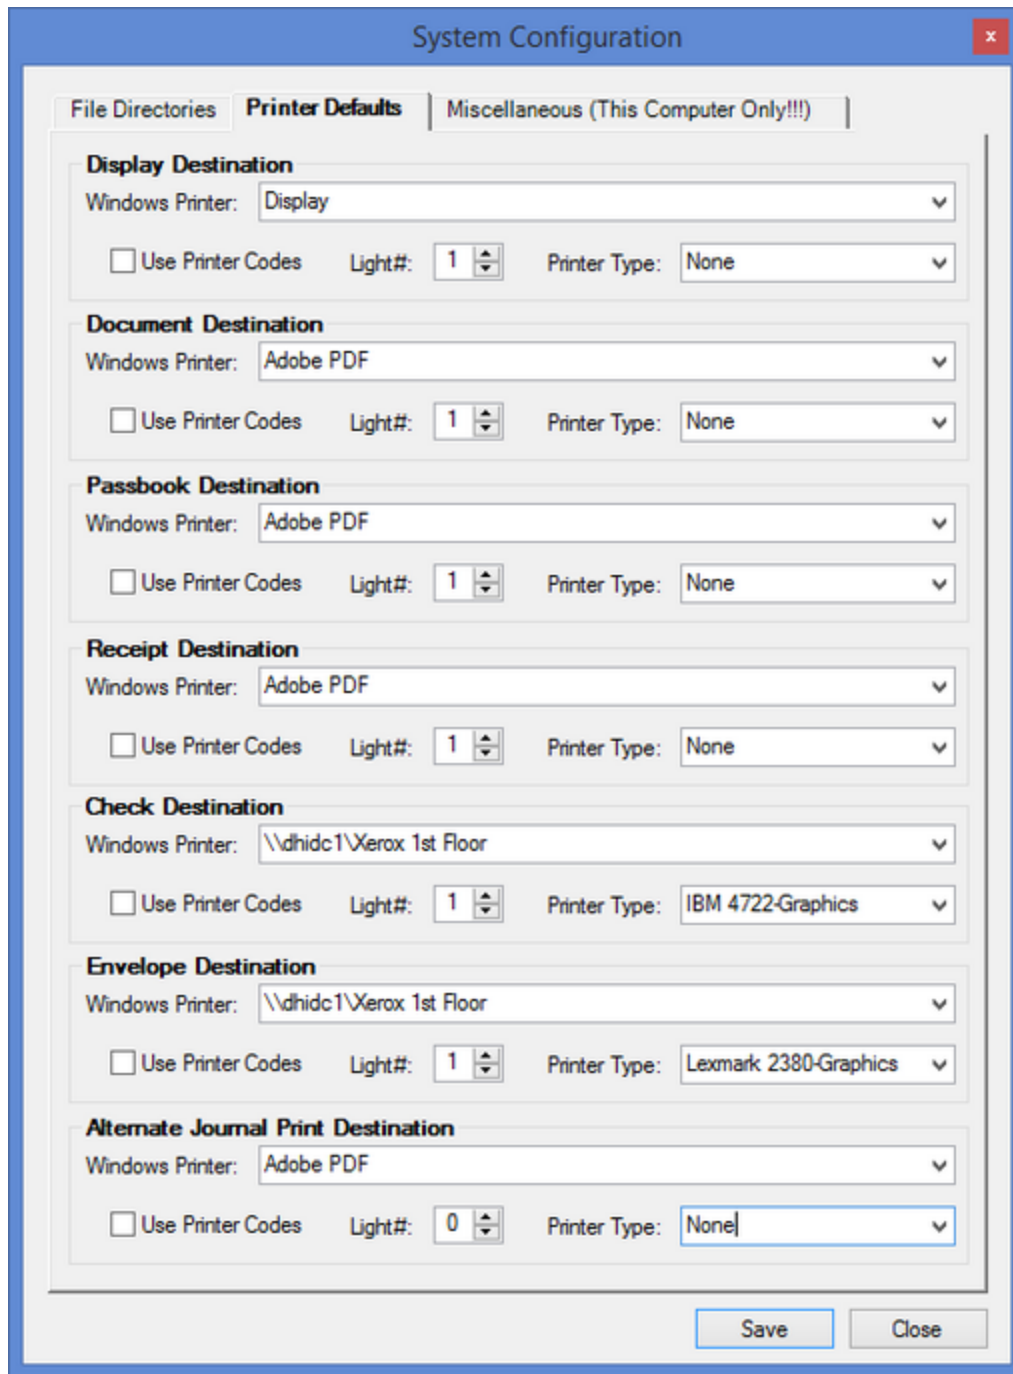 System Configuration
x
File Directories Printer Defaults Miscellaneous (This Computer Only!!!)
Display Destination
Windows Printer: Display
Use Printer Codes Light#: 1 Printer Type: None
Document Destination
Windows Printer: Adobe PDF
Use Printer Codes Light#: 1 Printer Type: None
Passbook Destination
Windows Printer: Adobe PDF
Use Printer Codes Light#: 1 Printer Type: None
Receipt Destination
Windows Printer: Adobe PDF
Use Printer Codes Light#: 1 Printer Type: None
Check Destination
Windows Printer: \\dhidc1\Xerox 1st Floor
Use Printer Codes Light#: 1 Printer Type: IBM 4722-Graphics
Envelope Destination
Windows Printer: \\dhidc1\Xerox 1st Floor
Use Printer Codes Light#: 1 Printer Type: Lexmark 2380-Graphics
Alternate Journal Print Destination
Windows Printer: Adobe PDF
Use Printer Codes Light#: 0 Printer Type: None
Save Close